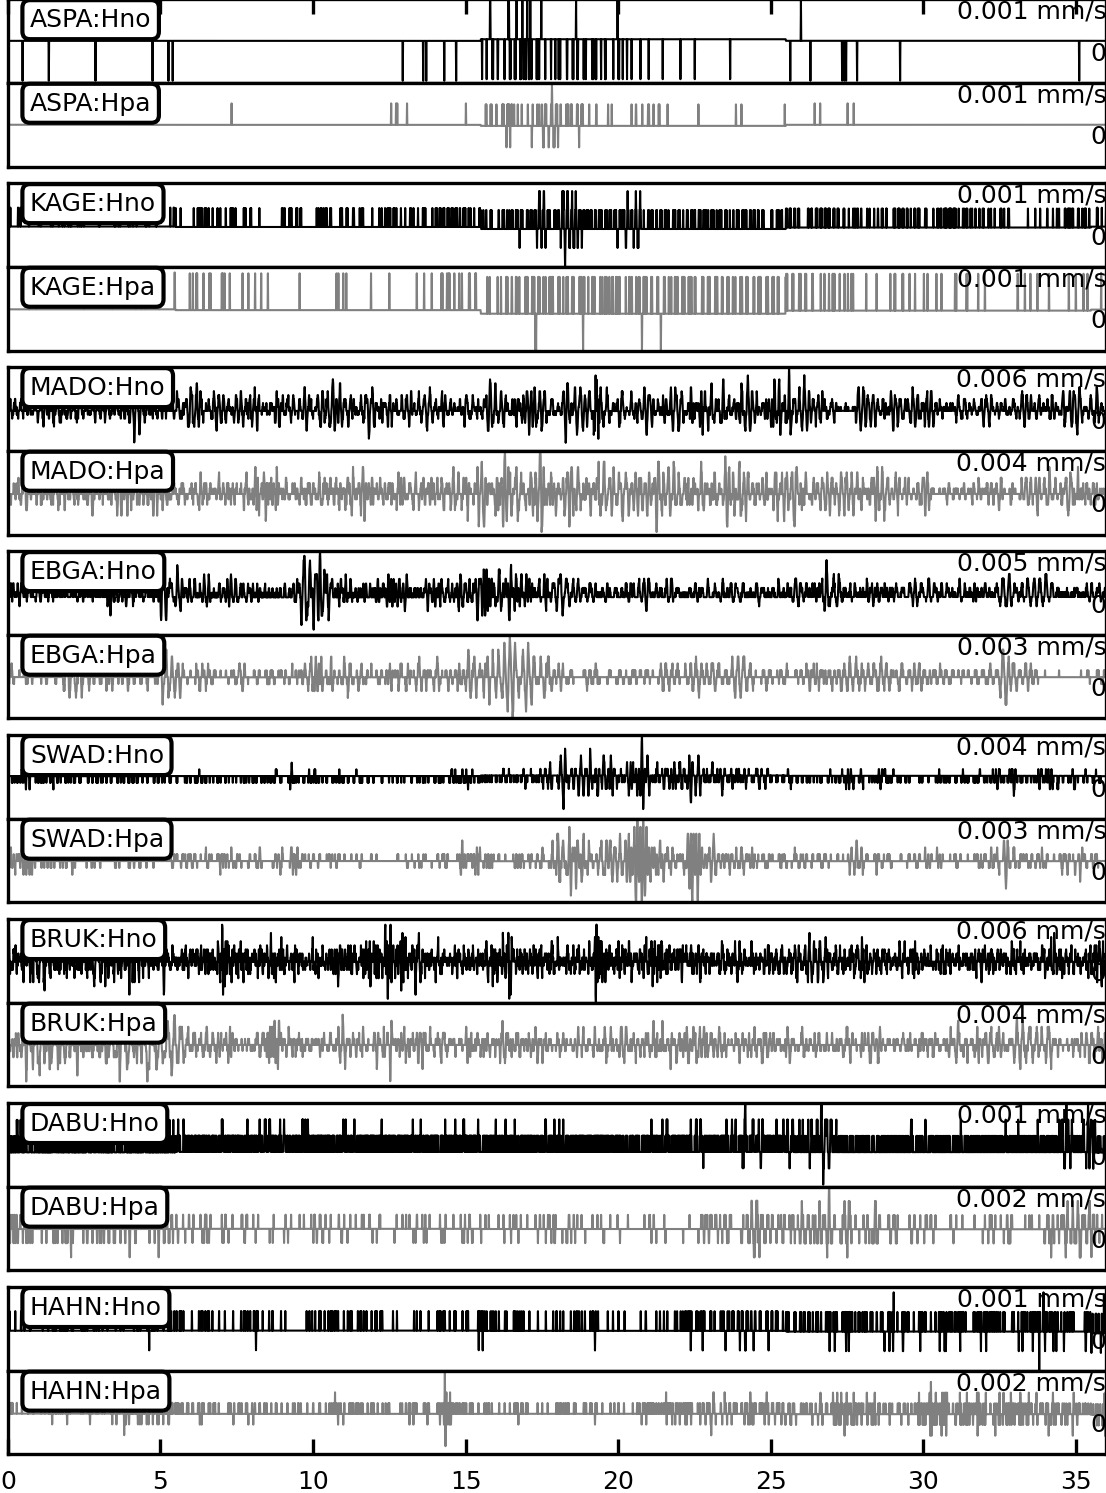 ASPA:Hno 0.001 mm/s
0
ASPA:Hpa 0.001 mm/s
0
KAGE:Hno 0.001 mm/s
0
KAGE:Hpa 0.001 mm/s
0
MADO:Hno 0.006 mm/s
0
MADO:Hpa 0.004 mm/s
0
EBGA:Hno 0.005 mm/s
0
EBGA:Hpa 0.003 mm/s
0
SWAD:Hno 0.004 mm/s
0
SWAD:Hpa 0.003 mm/s
0
BRUK:Hno 0.006 mm/s
0
BRUK:Hpa 0.004 mm/s
0
DABU:Hno 0.001 mm/s
0
DABU:Hpa 0.002 mm/s
0
HAHN:Hno 0.001 mm/s
0
HAHN:Hpa 0.002 mm/s
0
0 5 10 15 20 25 30 35